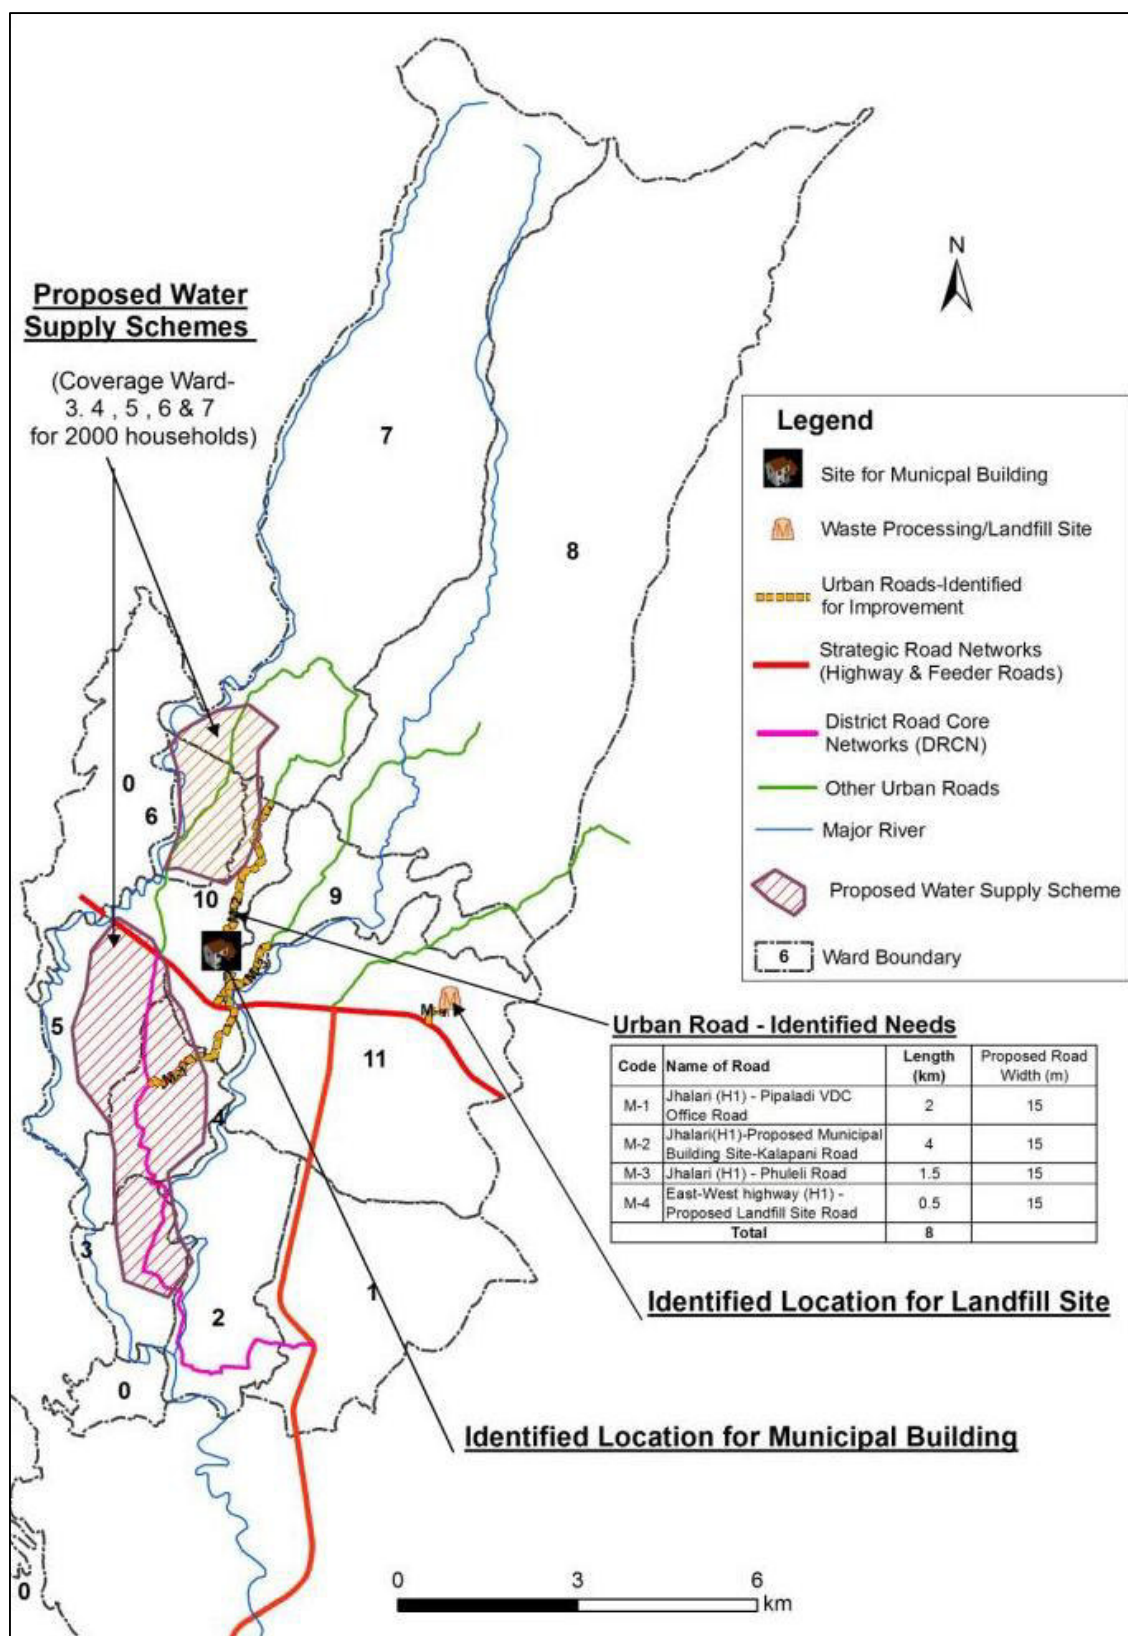 N
Proposed Water
Supply Schemes
(Coverage Ward-
3. 4 , 5 , 6 & 7
for 2000 households)
7
8
Legend
Site for Municpal Building
Waste Processing/Landfill Site
Urban Roads-Identified
for Improvement
Strategic Road Networks
(Highway & Feeder Roads)
District Road Core
Networks (DRCN)
Other Urban Roads
Major River
Proposed Water Supply Scheme
6 Ward Boundary
0
6
10
9
5
11
4
3
2
1
0
0
Urban Road - Identified Needs
Code Name of Road Length (km) Proposed Road Width (m)
M-1 Jhalari (H1) - Pipaladi VDC Office Road 2 15
M-2 Jhalari(H1)-Proposed Municipal Building Site-Kalapani Road 4 15
M-3 Jhalari (H1) - Phuleli Road 1.5 15
M-4 East-West highway (H1) - Proposed Landfill Site Road 0.5 15
Total 8
Identified Location for Landfill Site
Identified Location for Municipal Building
0 3 6
km